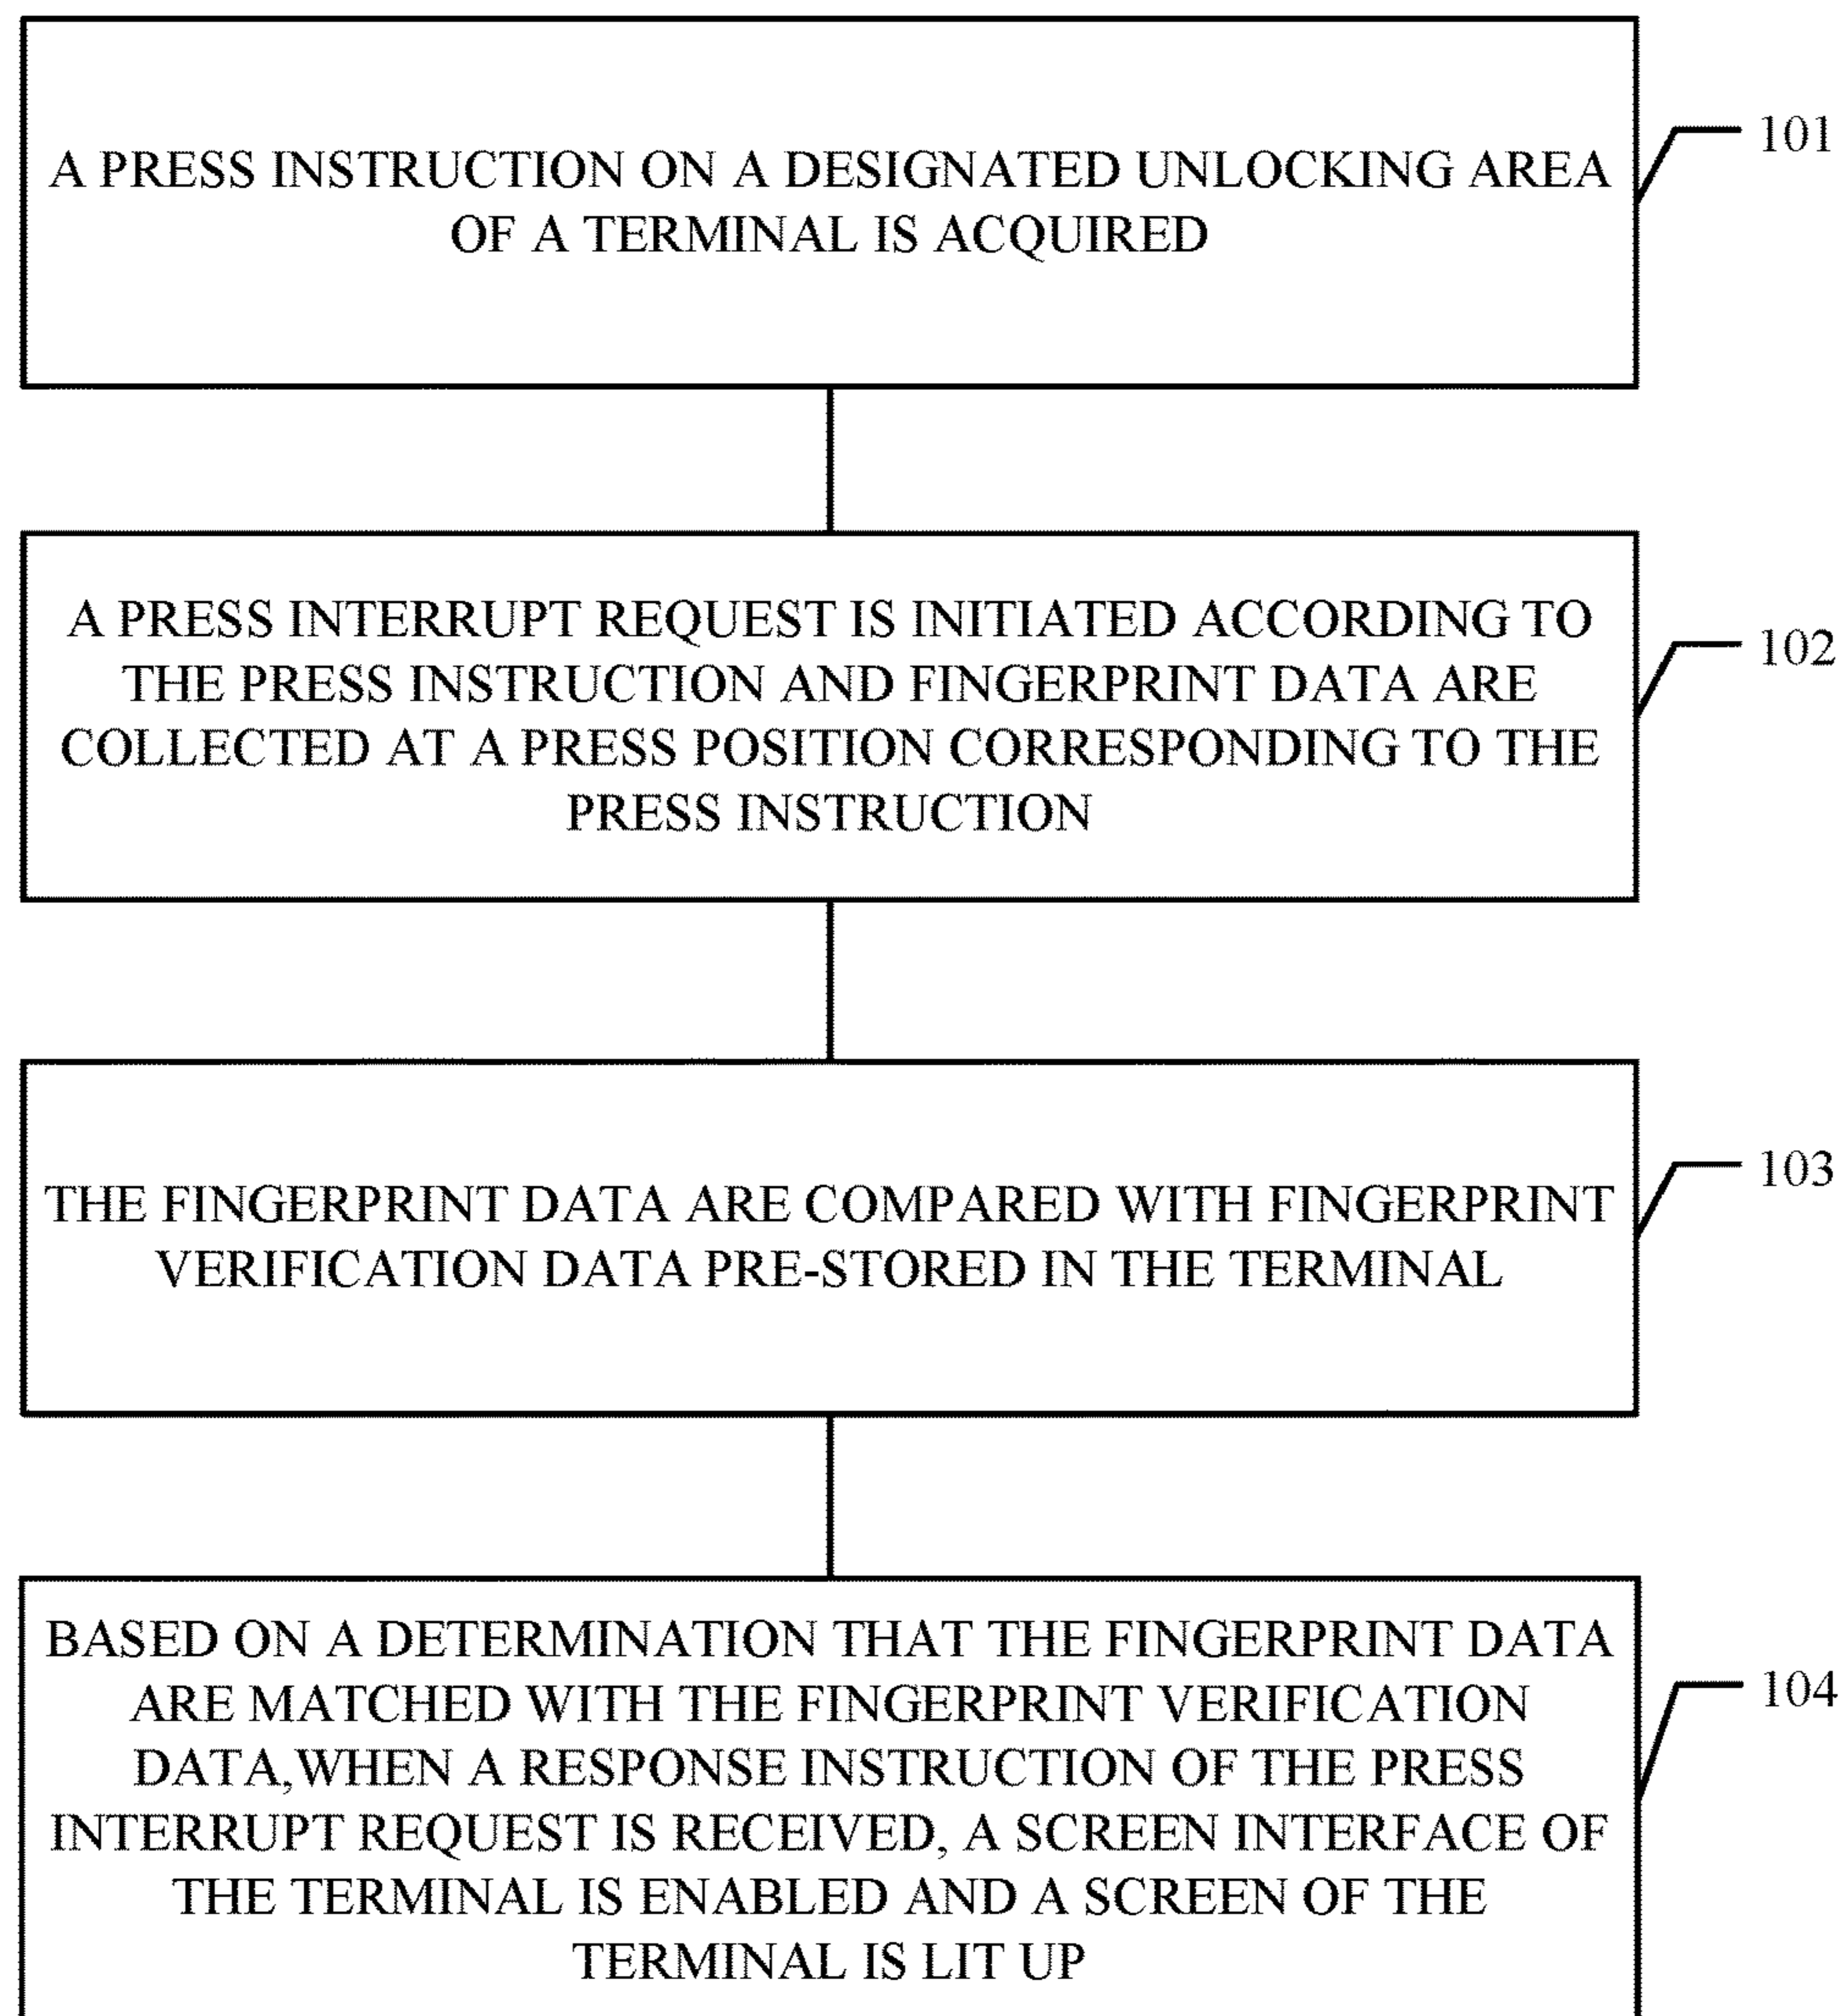 A PRESS INSTRUCTION ON A DESIGNATED UNLOCKING AREA
OF A TERMINAL IS ACQUIRED
101
A PRESS INTERRUPT REQUEST IS INITIATED ACCORDING TO
THE PRESS INSTRUCTION AND FINGERPRINT DATA ARE
COLLECTED AT A PRESS POSITION CORRESPONDING TO THE
PRESS INSTRUCTION
102
THE FINGERPRINT DATA ARE COMPARED WITH FINGERPRINT
VERIFICATION DATA PRE-STORED IN THE TERMINAL
103
BASED ON A DETERMINATION THAT THE FINGERPRINT DATA
ARE MATCHED WITH THE FINGERPRINT VERIFICATION
DATA,WHEN A RESPONSE INSTRUCTION OF THE PRESS
INTERRUPT REQUEST IS RECEIVED, A SCREEN INTERFACE OF
THE TERMINAL IS ENABLED AND A SCREEN OF THE
TERMINAL IS LIT UP
104